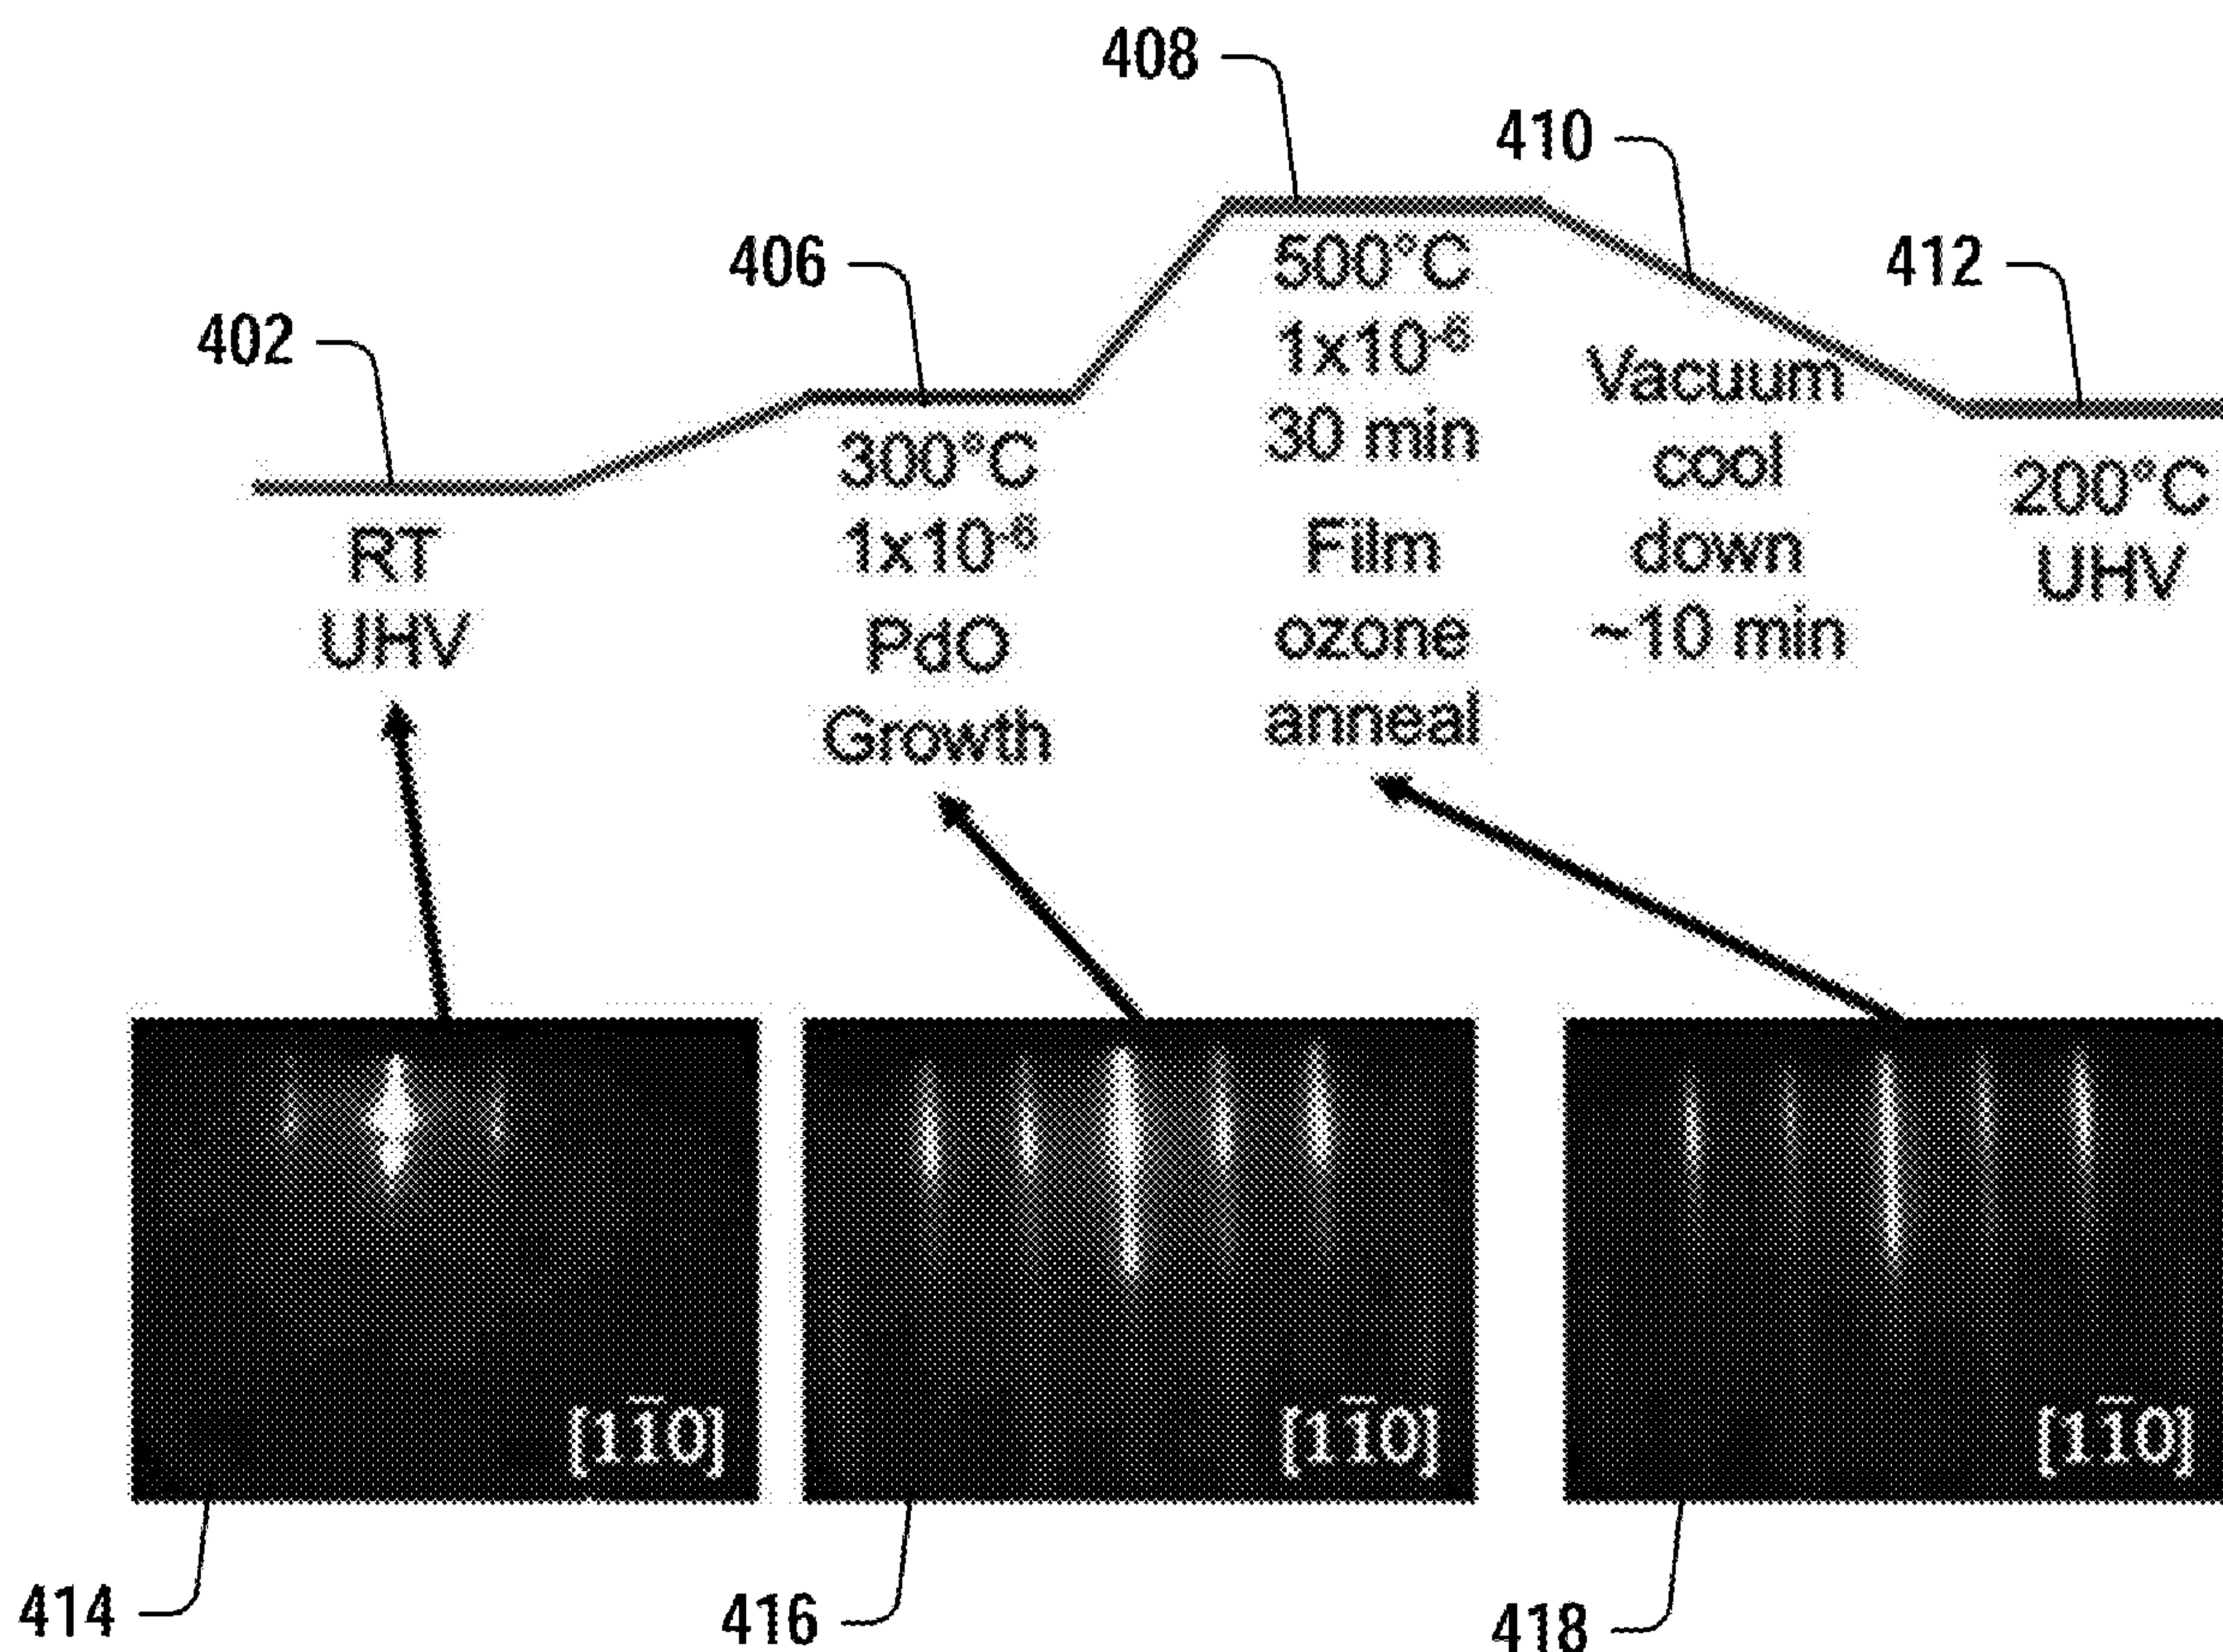 408
410
406
412
402
500°C
1x10⁻⁶
30 min
Film
ozone
anneal
Vacuum
cool
down
~10 min
300°C
1x10⁻⁶
PdO
Growth
200°C
UHV
RT
UHV
[11̅0]
[11̅0]
[11̅0]
414
416
418